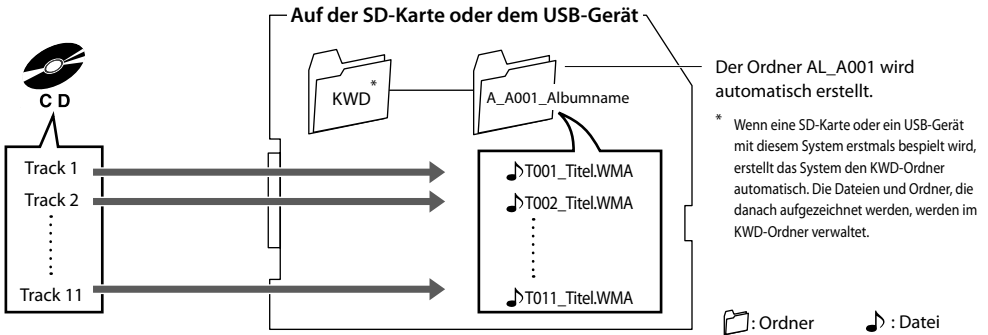 Auf der SD-Karte oder dem USB-Gerät
CD
KWD*
A_A001_Albumname
Der Ordner AL_A001 wird
automatisch erstellt.
* Wenn eine SD-Karte oder ein USB-Gerät
mit diesem System erstmals bespielt wird,
erstellt das System den KWD-Ordner
automatisch. Die Dateien und Ordner, die
danach aufgezeichnet werden, werden im
KWD-Ordner verwaltet.
Track 1
T001_Titel.WMA
Track 2
T002_Titel.WMA
Track 11
T011_Titel.WMA
: Ordner
: Datei